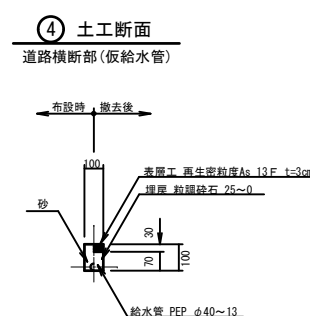 ④ 土工断面
道路横断部(仮給水管)
布設時 撤去後
100
表層工 再生密粒度As 13F t=3cm
埋戻 粒調砕石 25~0
砂
30
70
100
給水管 PEP φ40~13